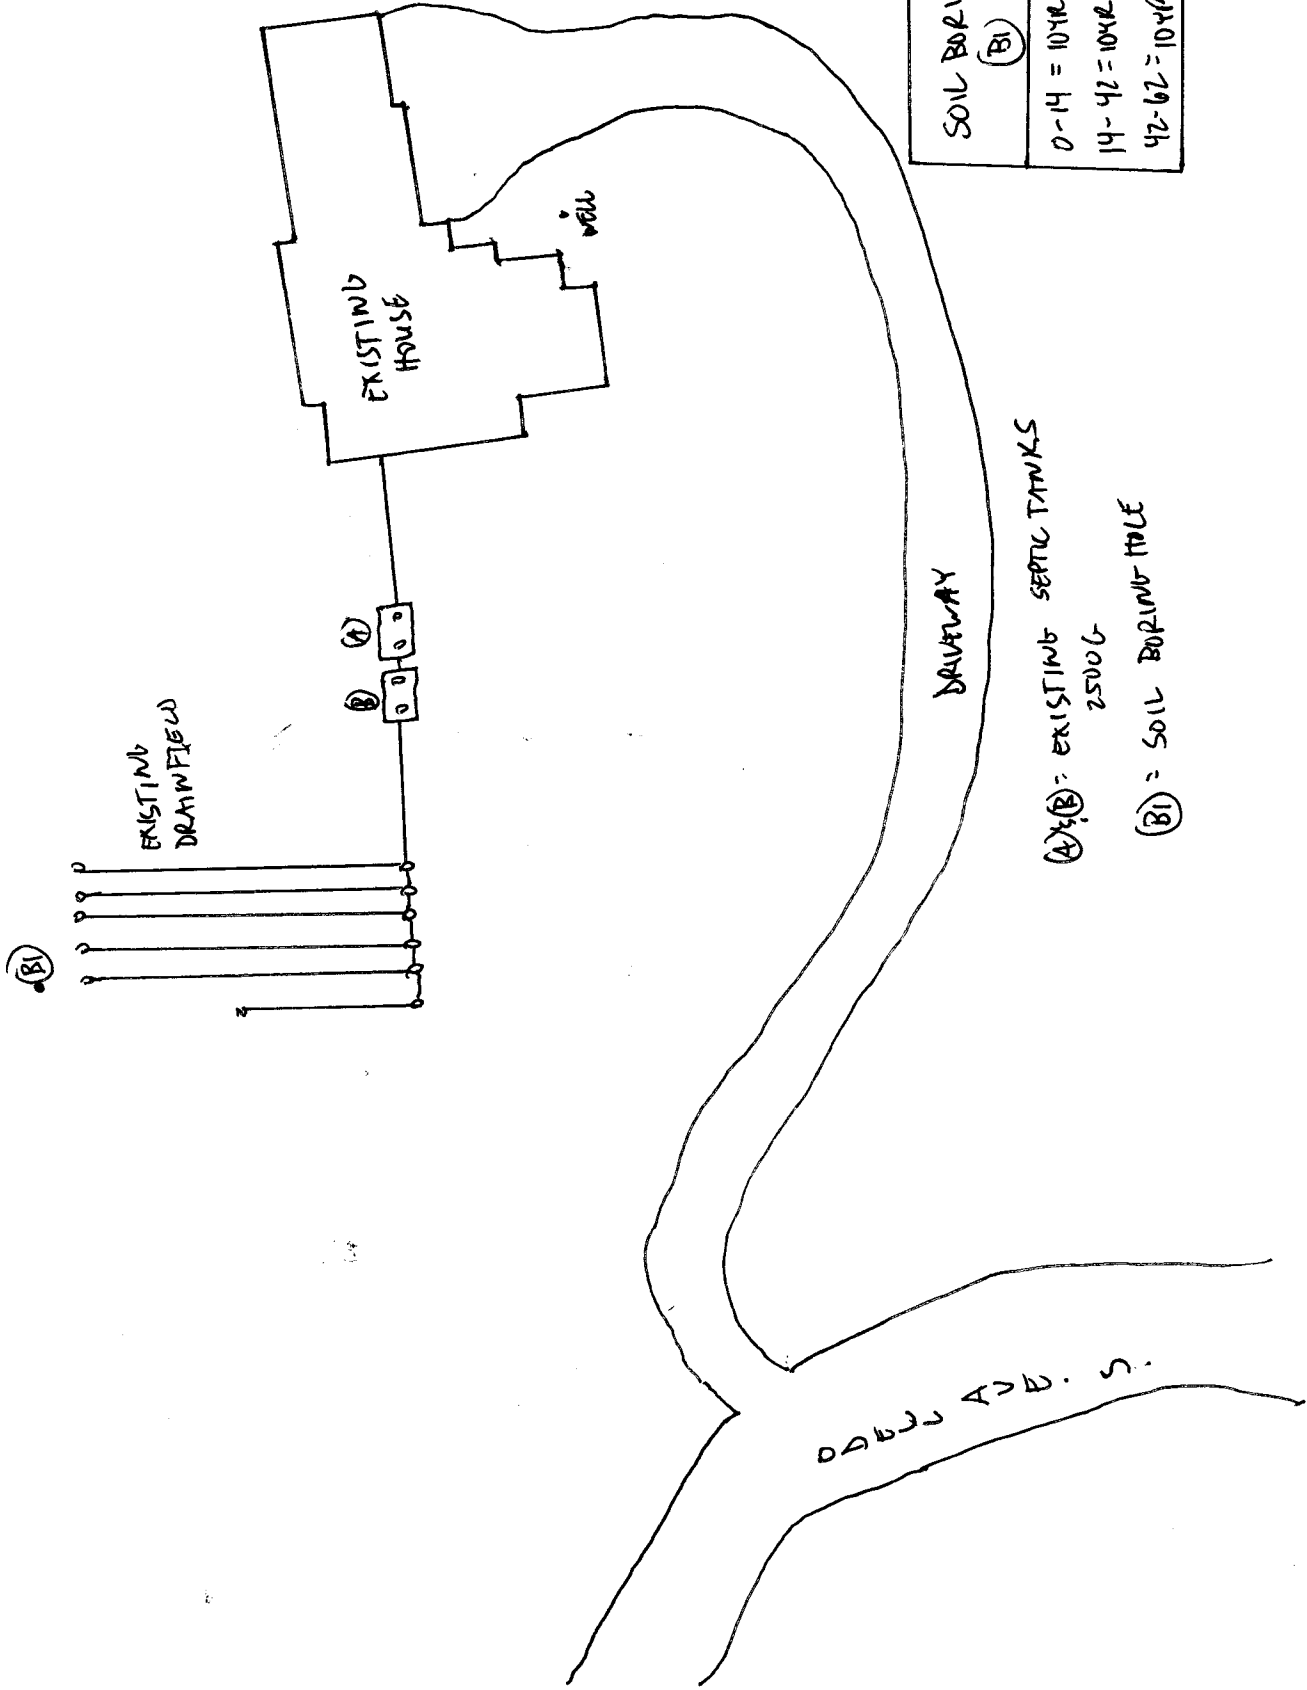 B1
EXISTING
DRAINFIELD
B
A
EXISTING
HOUSE
WELL
ODELL AVE. S.
DRIVEWAY
A & B = EXISTING SEPTIC TANKS
2500G
B1 = SOIL BORING HOLE
SOIL BORI
B1
0-14 = 10YR
14-42 = 10YR
42-62 = 10YR